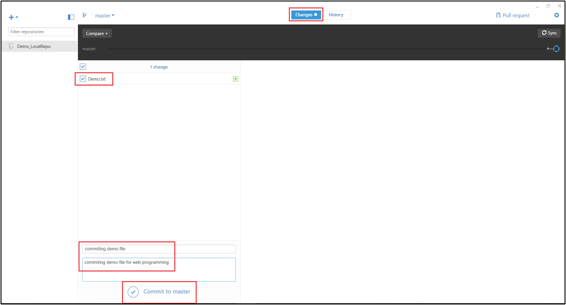 master
Changes
History
Pull request
Filter repositories
Demo_LocalRepo
Compare
Sync
master
1 change
Demo.txt
commiting demo file
commiting demo file for web-programming
Commit to master